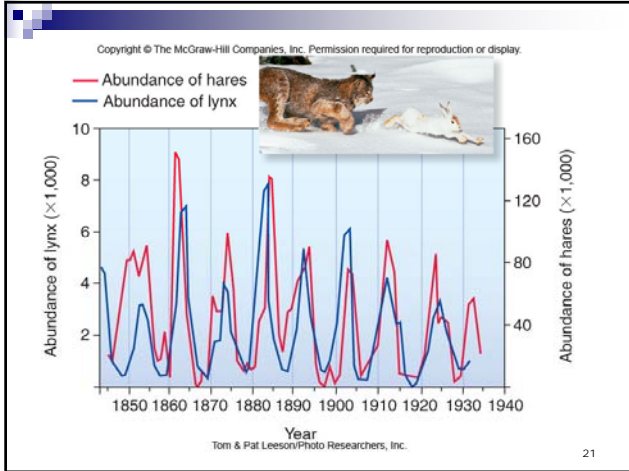 Copyright © The McGraw-Hill Companies, Inc. Permission required for reproduction or display.
Abundance of hares
Abundance of lynx
10
8
6
4
2
Abundance of lynx (×1,000)
160
120
80
40
Abundance of hares (×1,000)
1850 1860 1870 1880 1890 1900 1910 1920 1930 1940
Year
Tom & Pat Leeson/Photo Researchers, Inc.
21